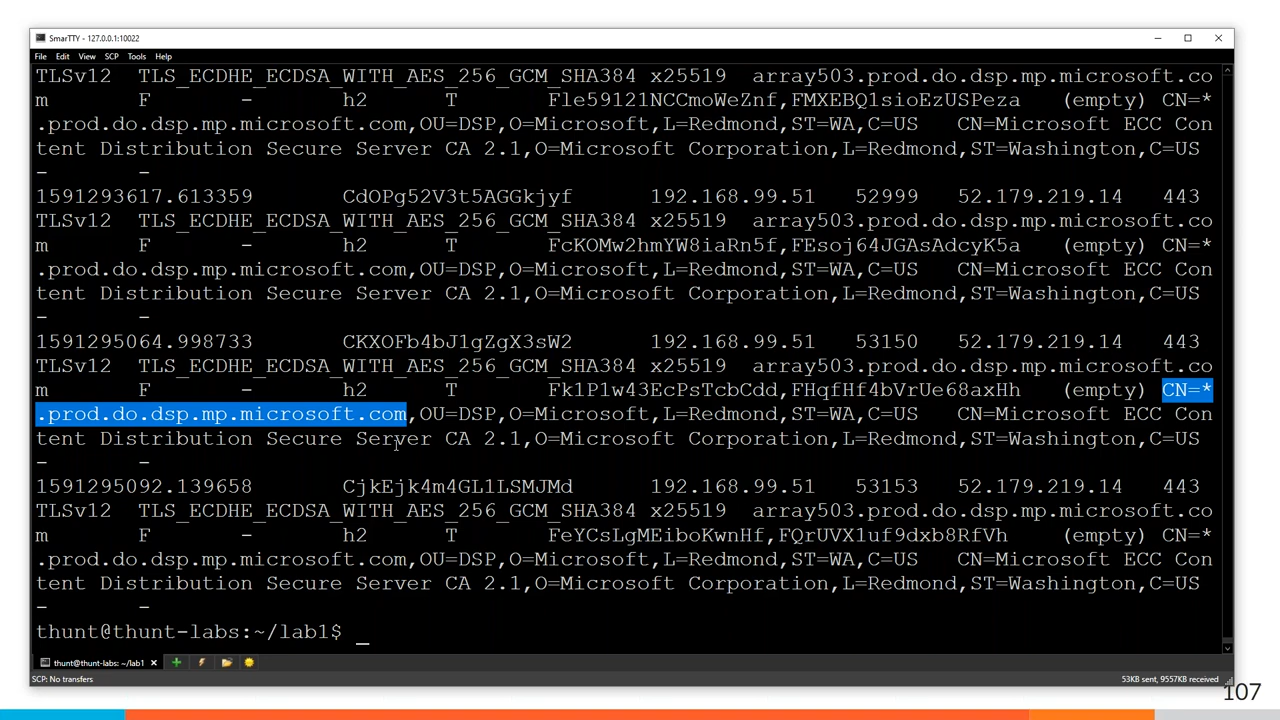 SmarTTY - 127.0.0.1:10022
File Edit View SCP Tools Help
TLSv12 TLS_ECDHE_ECDSA_WITH_AES_256_GCM_SHA384 x25519 array503.prod.do.dsp.mp.microsoft.co
m F - h2 T Fle59121NCCmoWeZnf,FMXEBQ1sioEzUSPeza (empty) CN=*
.prod.do.dsp.mp.microsoft.com,OU=DSP,O=Microsoft,L=Redmond,ST=WA,C=US CN=Microsoft ECC Con
tent Distribution Secure Server CA 2.1,O=Microsoft Corporation,L=Redmond,ST=Washington,C=US
- -
1591293617.613359 CdOPg52V3t5AGGkjyf 192.168.99.51 52999 52.179.219.14 443
TLSv12 TLS_ECDHE_ECDSA_WITH_AES_256_GCM_SHA384 x25519 array503.prod.do.dsp.mp.microsoft.co
m F - h2 T FcKOMw2hmYW8iaRn5f,FEsoj64JGAsAdcyK5a (empty) CN=*
.prod.do.dsp.mp.microsoft.com,OU=DSP,O=Microsoft,L=Redmond,ST=WA,C=US CN=Microsoft ECC Con
tent Distribution Secure Server CA 2.1,O=Microsoft Corporation,L=Redmond,ST=Washington,C=US
- -
1591295064.998733 CKXOFb4bJ1gZgX3sW2 192.168.99.51 53150 52.179.219.14 443
TLSv12 TLS_ECDHE_ECDSA_WITH_AES_256_GCM_SHA384 x25519 array503.prod.do.dsp.mp.microsoft.co
m F - h2 T Fk1P1w43EcPsTcbCdd,FHqfHf4bVrUe68axHh (empty) CN=*
.prod.do.dsp.mp.microsoft.com,OU=DSP,O=Microsoft,L=Redmond,ST=WA,C=US CN=Microsoft ECC Con
tent Distribution Secure Server CA 2.1,O=Microsoft Corporation,L=Redmond,ST=Washington,C=US
- -
1591295092.139658 CjkEjk4m4GL1LSMJMd 192.168.99.51 53153 52.179.219.14 443
TLSv12 TLS_ECDHE_ECDSA_WITH_AES_256_GCM_SHA384 x25519 array503.prod.do.dsp.mp.microsoft.co
m F - h2 T FeYCsLgMEiboKwnHf,FQrUVX1uf9dxb8RfVh (empty) CN=*
.prod.do.dsp.mp.microsoft.com,OU=DSP,O=Microsoft,L=Redmond,ST=WA,C=US CN=Microsoft ECC Con
tent Distribution Secure Server CA 2.1,O=Microsoft Corporation,L=Redmond,ST=Washington,C=US
- -
thunt@thunt-labs:~/lab1$ _
thunt@thunt-labs: ~/lab1
SCP: No transfers 53KB sent, 9557KB received
107